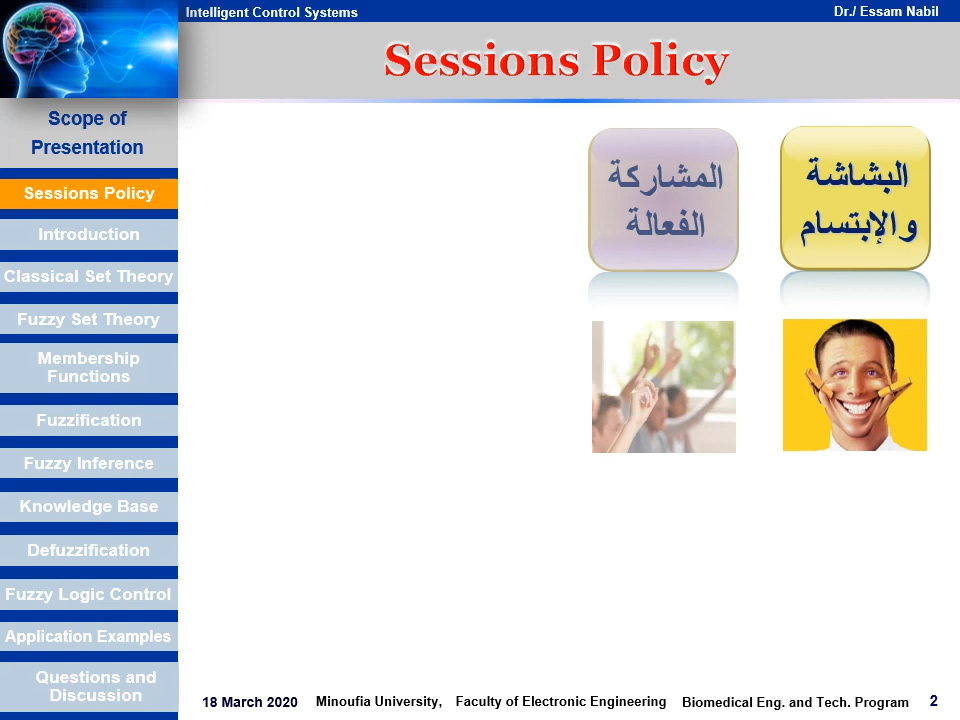 Intelligent Control Systems
Dr./ Essam Nabil
Sessions Policy
Scope of
Presentation
Sessions Policy
Introduction
Classical Set Theory
Fuzzy Set Theory
Membership
Functions
Fuzzification
Fuzzy Inference
Knowledge Base
Defuzzification
Fuzzy Logic Control
Application Examples
Questions and
Discussion
البشاشة
والإبتسام
المشاركة
الفعالة
18 March 2020
Minoufia University, Faculty of Electronic Engineering
Biomedical Eng. and Tech. Program
2